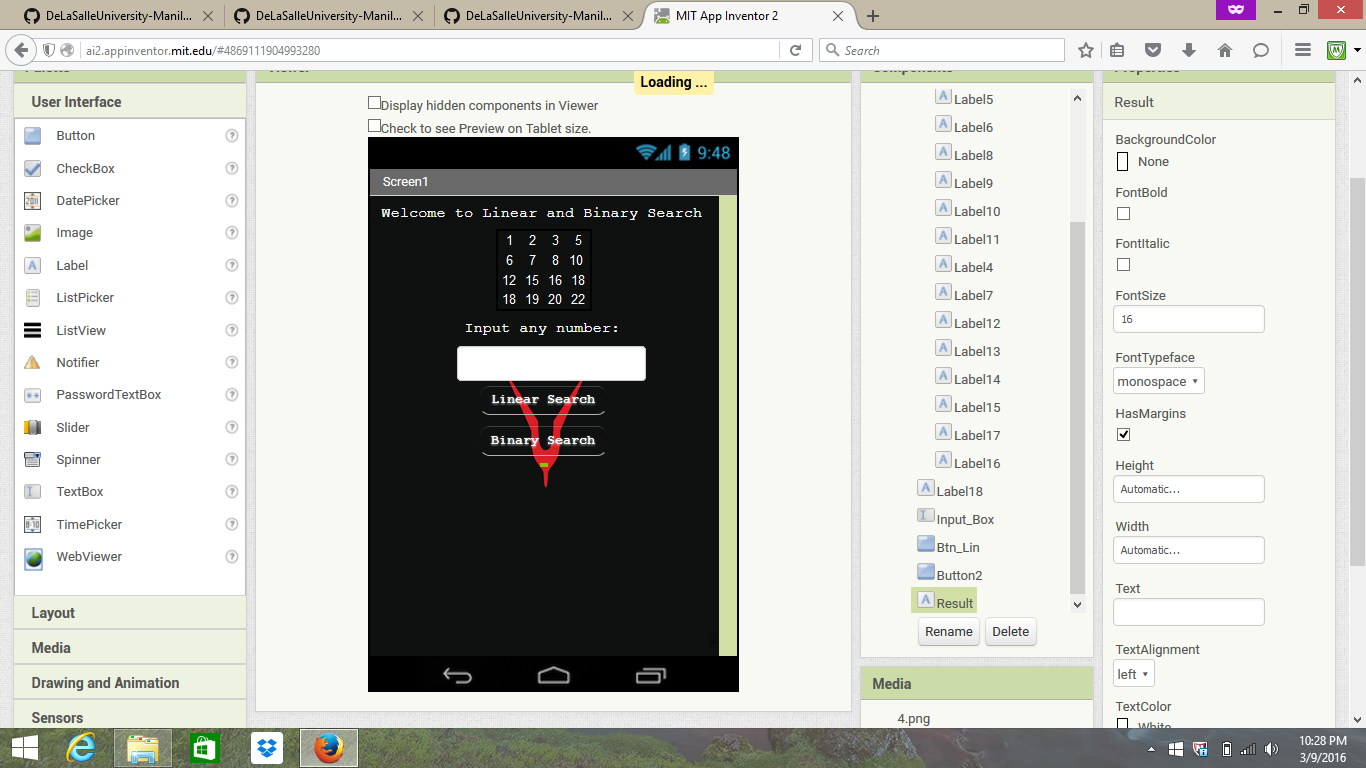 DeLaSalleUniversity-Manil...
DeLaSalleUniversity-Manil...
DeLaSalleUniversity-Manil...
MIT App Inventor 2
ai2.appinventor.mit.edu/#4869111904993280
Search
Palette
Viewer
Loading ...
Components
Properties
User Interface
Button
CheckBox
DatePicker
Image
Label
ListPicker
ListView
Notifier
PasswordTextBox
Slider
Spinner
TextBox
TimePicker
WebViewer
Layout
Media
Drawing and Animation
Sensors
Display hidden components in Viewer
Check to see Preview on Tablet size.
9:48
Screen1
Welcome to Linear and Binary Search
1 2 3 5
6 7 8 10
12 15 16 18
18 19 20 22
Input any number:
Linear Search
Binary Search
Label5
Label6
Label8
Label9
Label10
Label11
Label4
Label7
Label12
Label13
Label14
Label15
Label17
Label16
Label18
Input_Box
Btn_Lin
Button2
Result
Rename
Delete
Media
4.png
Result
BackgroundColor
None
FontBold
FontItalic
FontSize
16
FontTypeface
monospace
HasMargins
Height
Automatic...
Width
Automatic...
Text
TextAlignment
left
TextColor
White
10:28 PM
3/9/2016